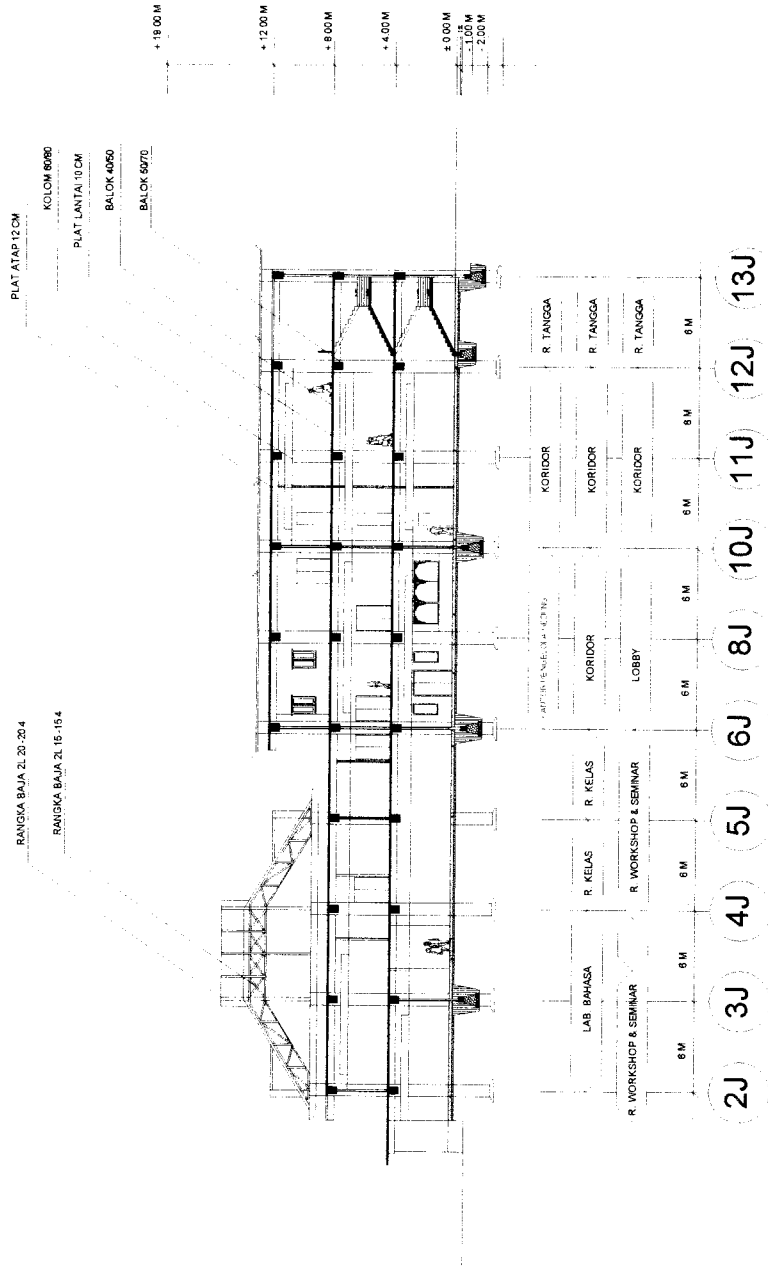 RANGKA BAJA 2L 20-20 4
RANGKA BAJA 2L 15-15 4
PLAT ATAP 12 CM
KOLOM 60/80
PLAT LANTAI 10 CM
BALOK 40/50
BALOK 50/70
+ 19 00 M
+ 12 00 M
+ 8 00 M
+ 4.00 M
± 0.00 M
- 1.00 M
- 2.00 M
KORIDOR
R. TANGGA
LAB. BAHASA
R. KELAS
R. KELAS
KORIDOR
KORIDOR
R. TANGGA
R. WORKSHOP & SEMINAR
R. WORKSHOP & SEMINAR
LOBBY
KORIDOR
R. TANGGA
6 M
6 M
6 M
6 M
6 M
6 M
6 M
6 M
6 M
2J
3J
4J
5J
6J
8J
10J
11J
12J
13J